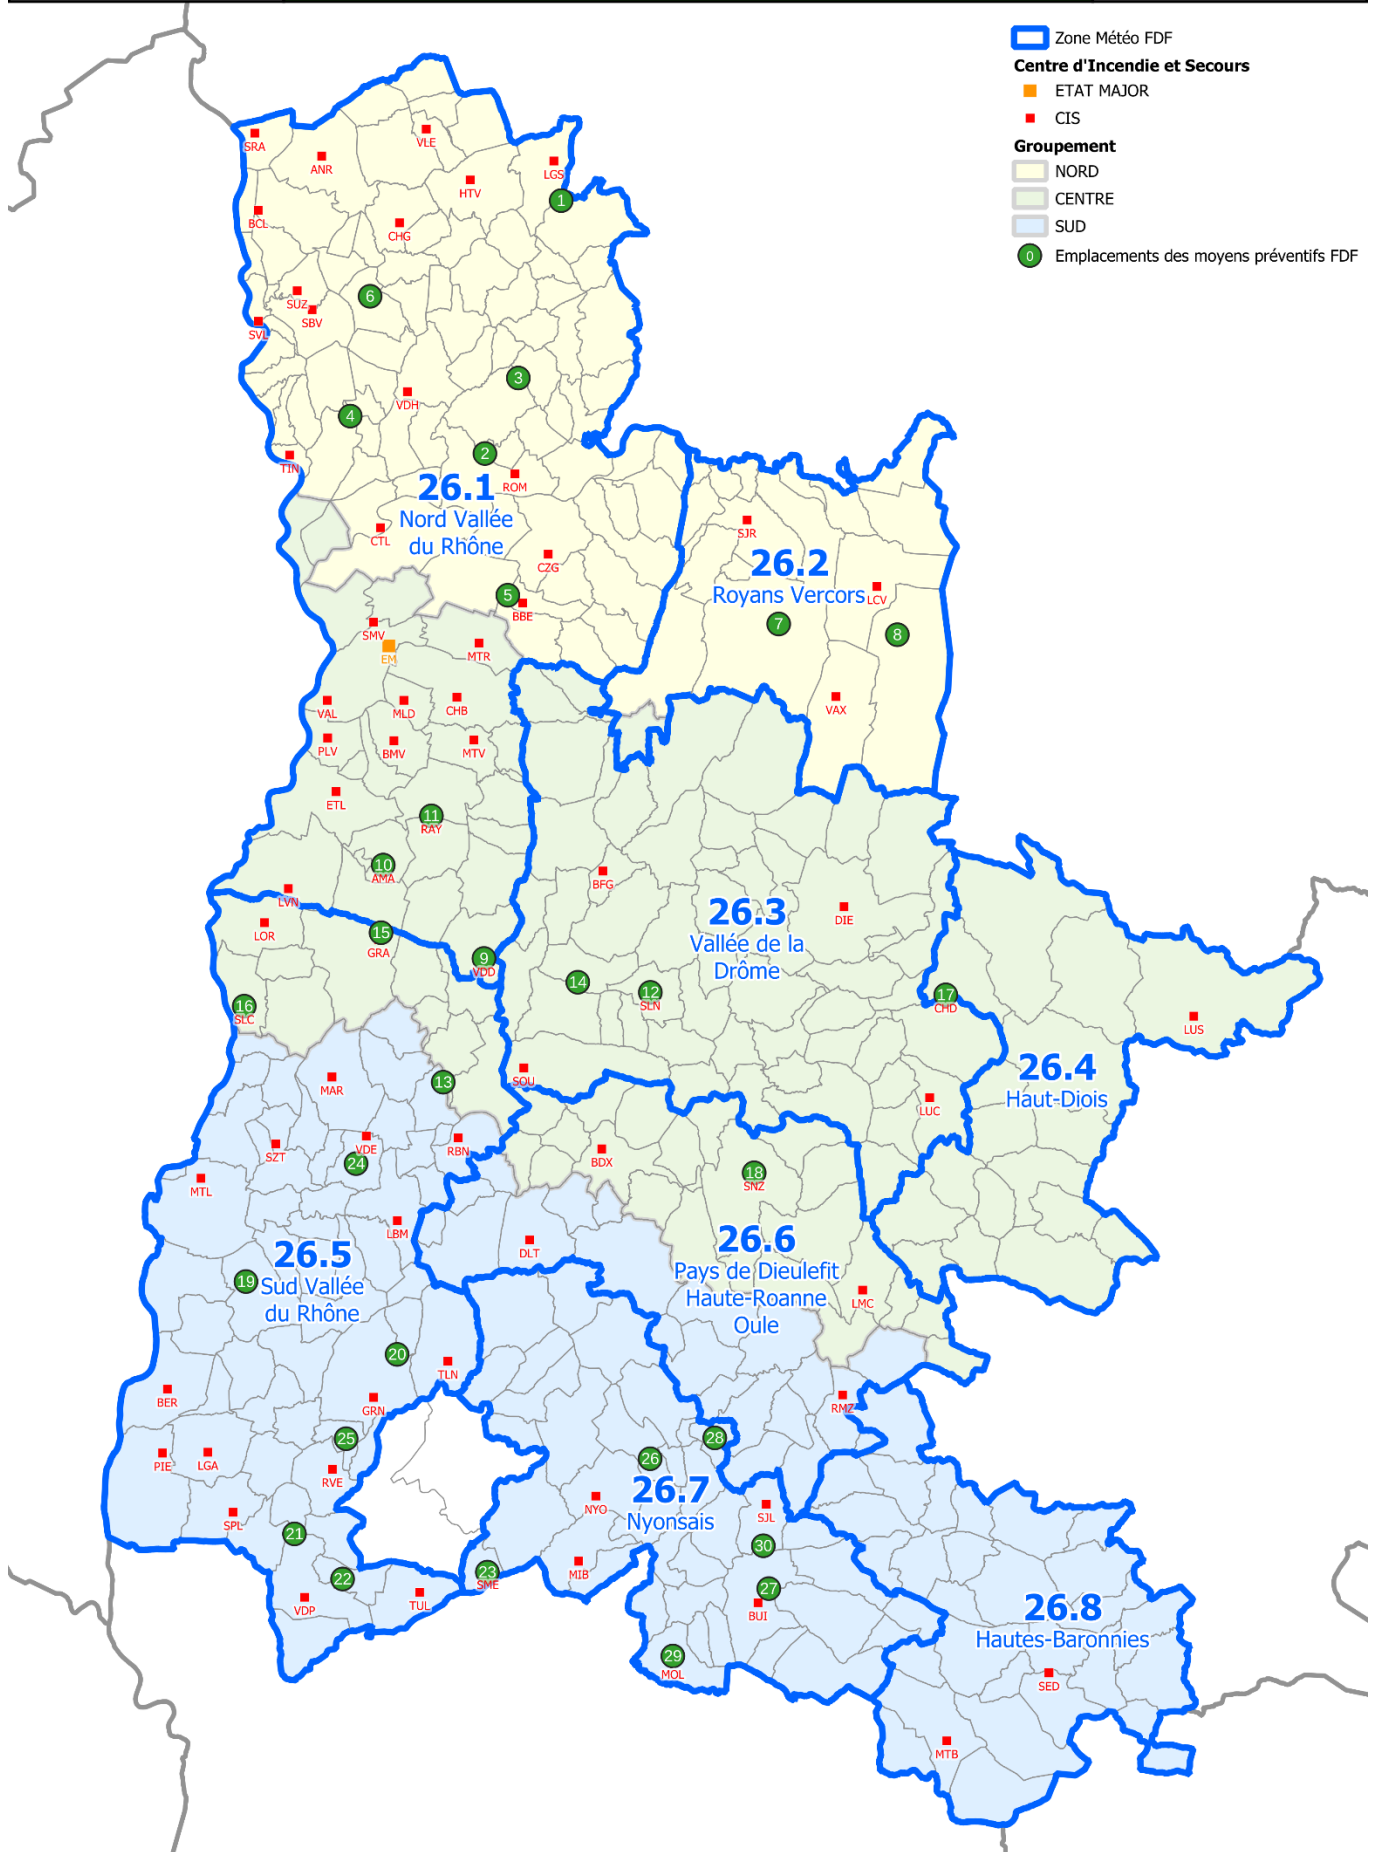 Zone Météo FDF
Centre d'Incendie et Secours
ETAT MAJOR
CIS
Groupement
NORD
CENTRE
SUD
0 Emplacements des moyens préventifs FDF
SRA
ANR
VLE
HTV
LGS
1
BCL
CHG
SUZ
SBV
6
SVL
3
VDH
4
2
TIN
ROM
26.1
Nord Vallée
du Rhône
CTL
CZG
5
BBE
SJR
26.2
Royans Vercors
LCV
7
8
VAX
SMV
EM
MTR
VAL
MLD
CHB
PLV
BMV
MTV
ETL
11
RAY
10
AMA
LVN
BFG
26.3
Vallée de la
Drôme
DIE
LOR
15
GRA
9
VDD
14
12
SLN
17
CHD
16
SLC
LUS
13
SOU
MAR
26.4
Haut-Diois
LUC
SZT
VDE
24
RBN
BDX
18
SNZ
MTL
LBM
DLT
26.5
Sud Vallée
du Rhône
19
26.6
Pays de Dieulefit
Haute-Roanne
Oule
LMC
20
TLN
BER
GRN
RMZ
25
28
26
PIE
LGA
RVE
26.7
Nyonsais
NYO
SJL
SPL
21
30
MIB
23
SME
22
VDP
TUL
27
BUI
26.8
Hautes-Baronnies
29
MOL
SED
MTB